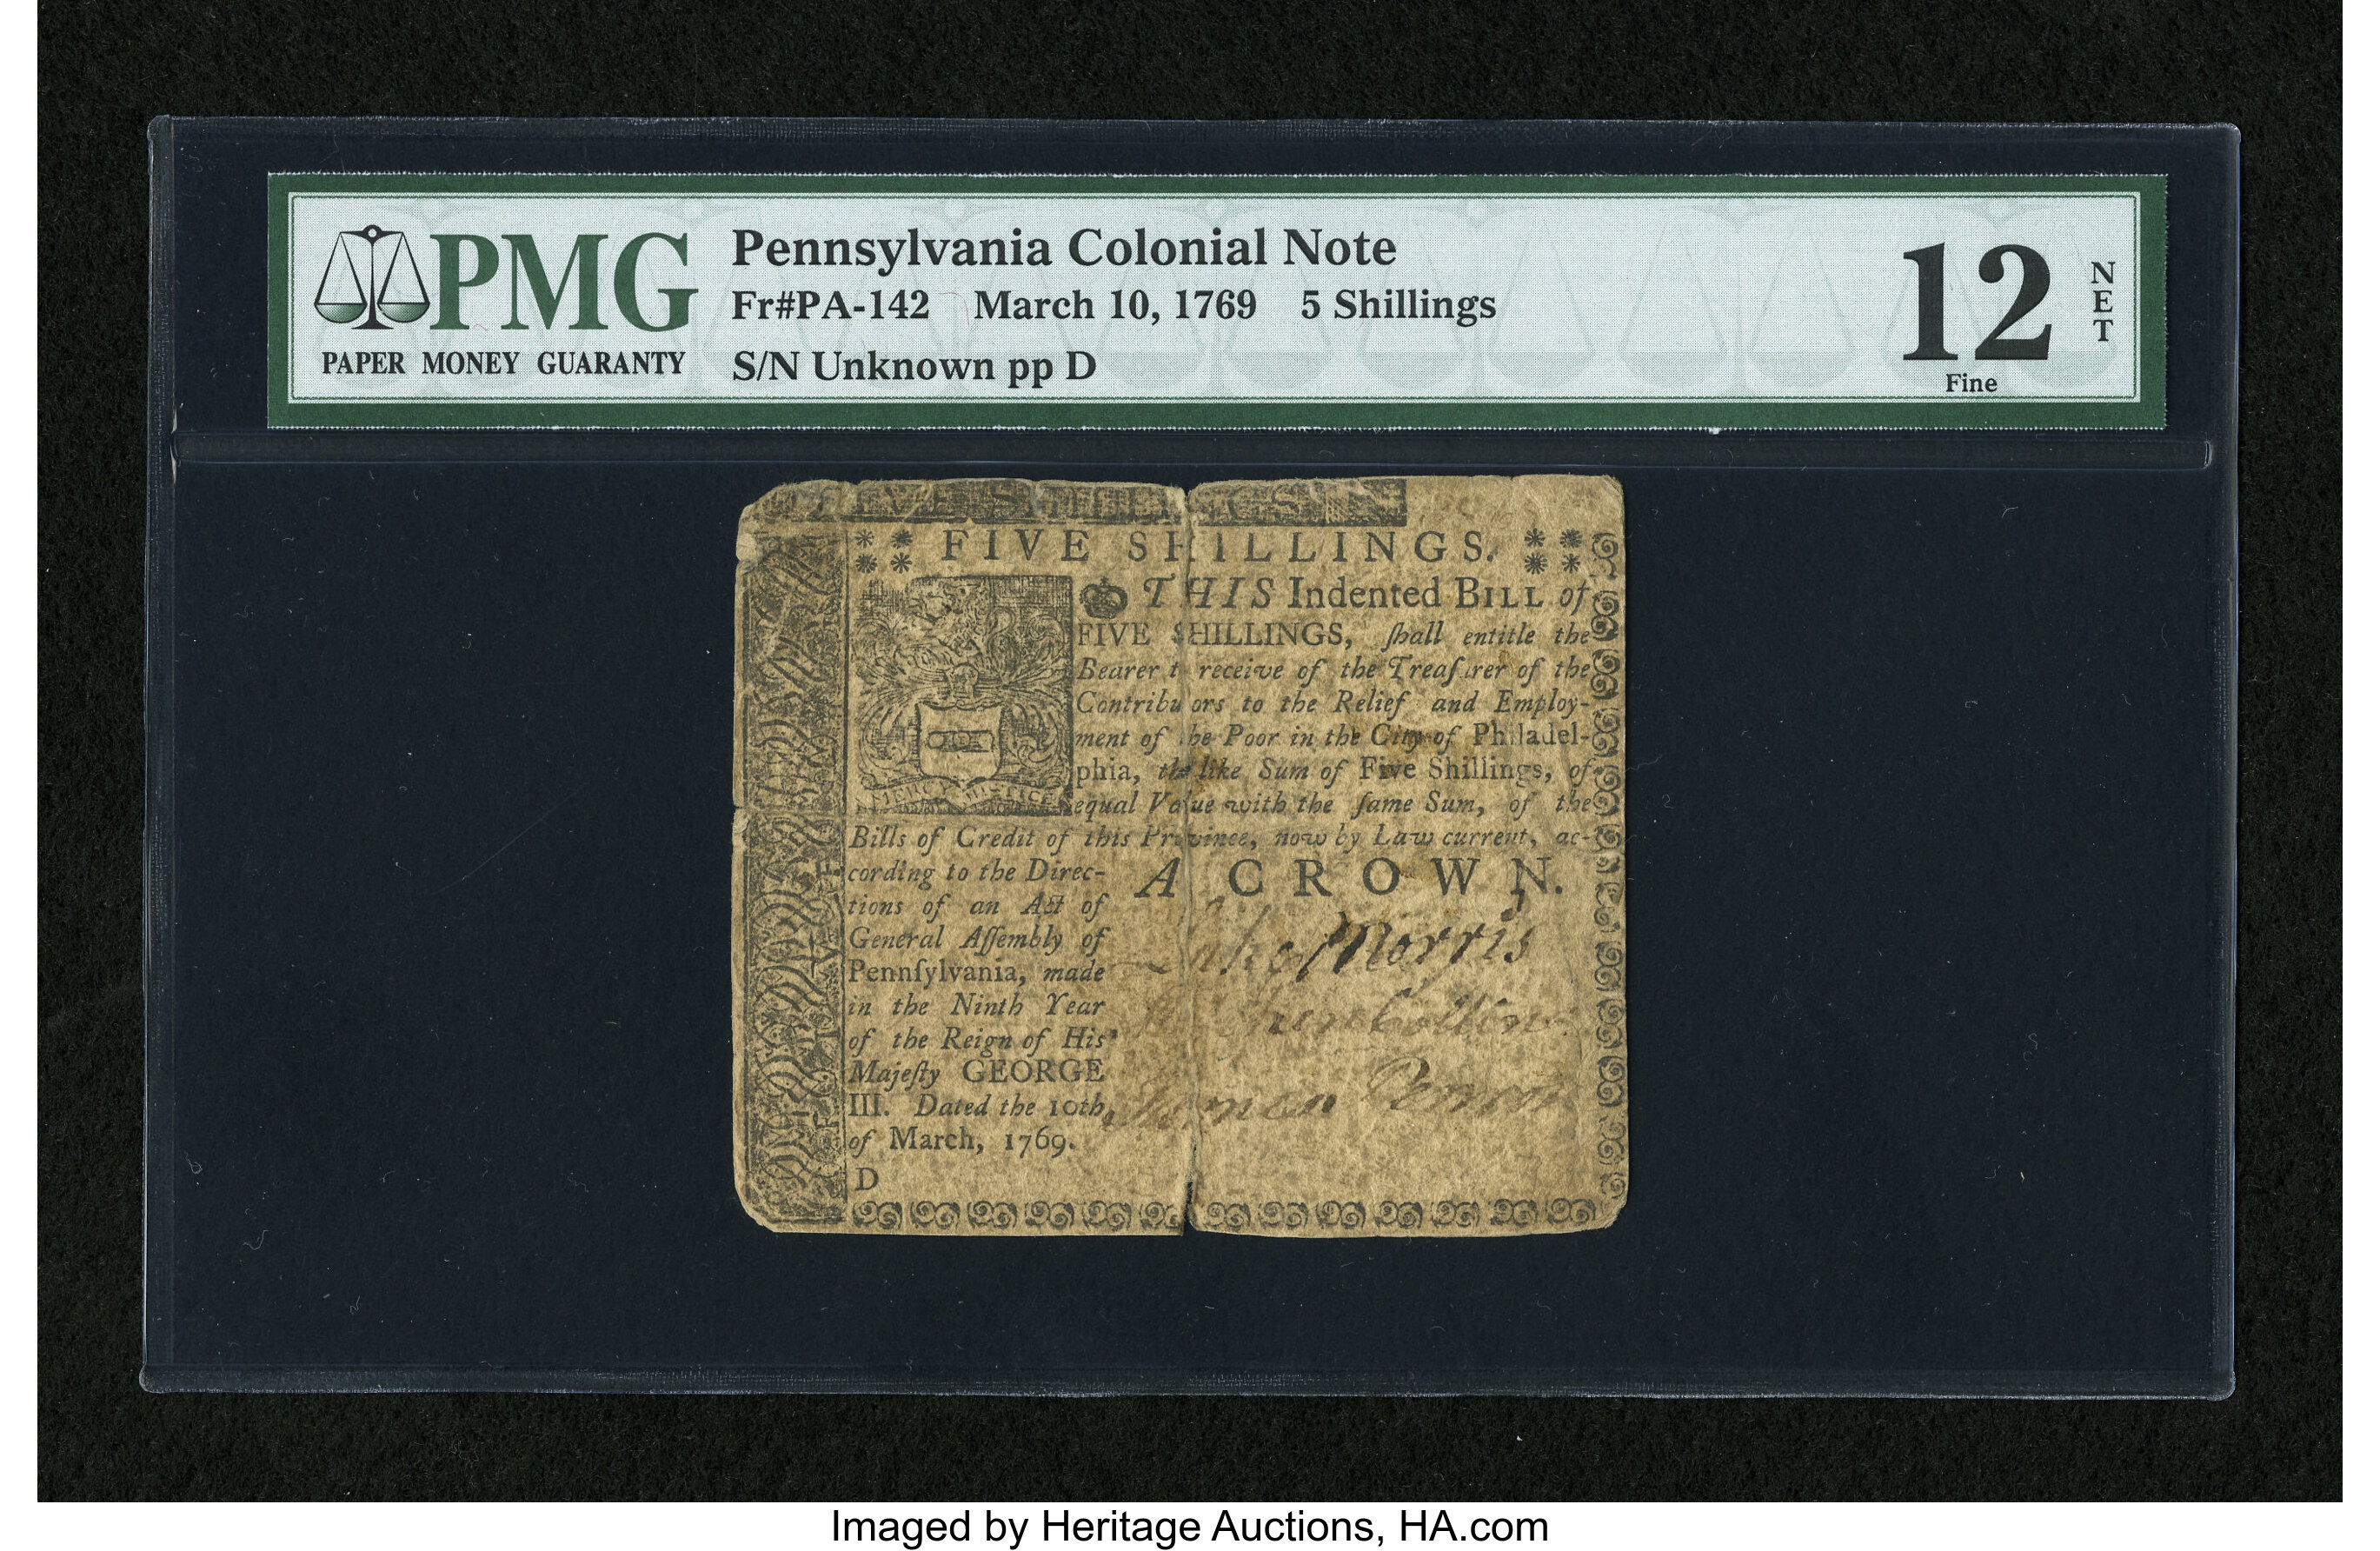 PMG
PAPER MONEY GUARANTY
Pennsylvania Colonial Note
Fr#PA-142 March 10, 1769 5 Shillings
S/N Unknown pp D
12
NET
Fine
FIVE SHILLINGS
FIVE SHILLINGS.
THIS Indented BILL of
FIVE SHILLINGS, ſhall entitle the
Bearer t receive of the Treaſurer of the
Contributors to the Relief and Employ-
ment of the Poor in the City of Philadel-
phia, the like Sum of Five Shillings, of
equal Value with the ſame Sum, of the
Bills of Credit of this Province, now by Law current, ac-
cording to the Direc-
tions of an Act of
General Aſſembly of
Pennſylvania, made
in the Ninth Year
of the Reign of His
Majeſty GEORGE
III. Dated the 10th,
of March, 1769.
D
A CROWN.
Morris
MERCY JUSTICE
Imaged by Heritage Auctions, HA.com